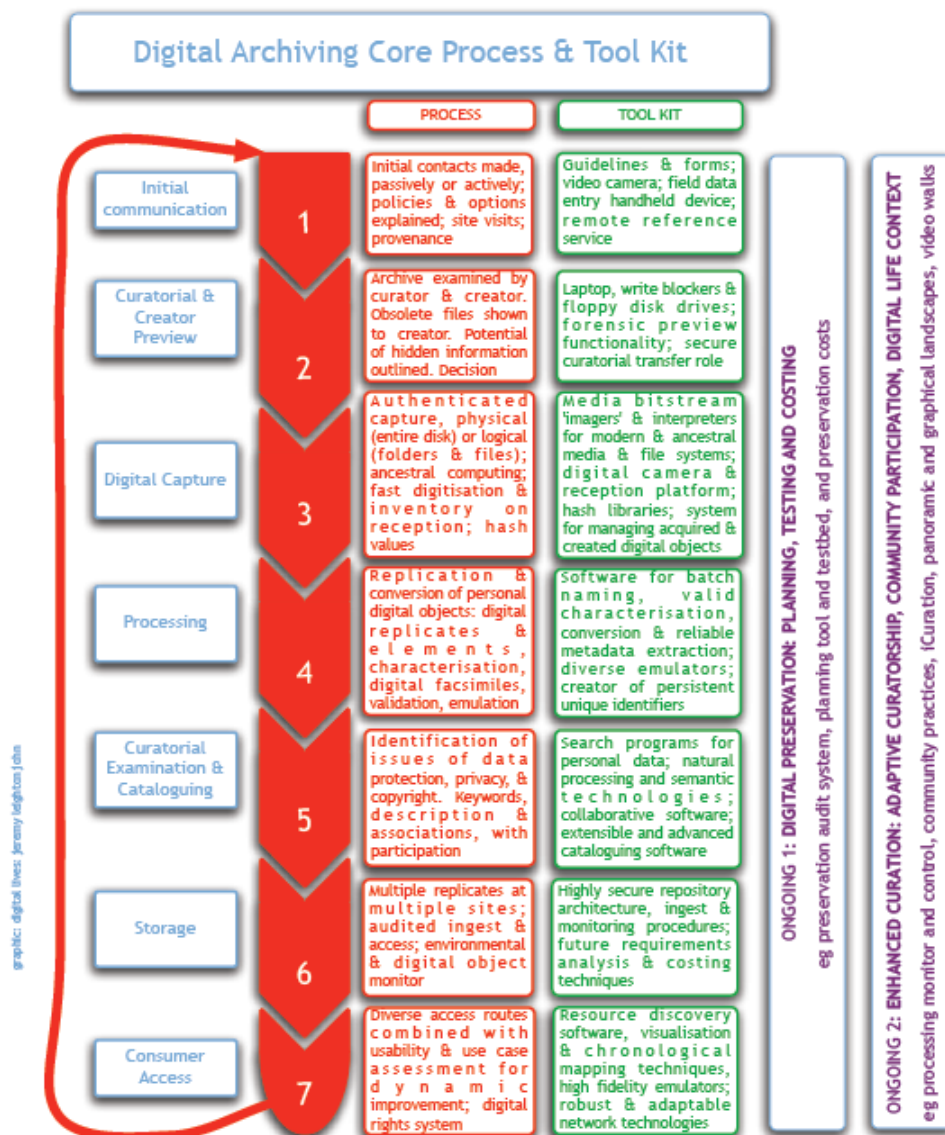 Digital Archiving Core Process & Tool Kit
PROCESS
TOOL KIT
Initial
communication
1
Initial contacts made,
passively or actively;
policies & options
explained; site visits;
provenance
Guidelines & forms;
video camera; field data
entry handheld device;
remote reference
service
Curatorial &
Creator
Preview
2
Archive examined by
curator & creator.
Obsolete files shown
to creator. Potential
of hidden information
outlined. Decision
Laptop, write blockers &
floppy disk drives;
forensic preview
functionality; secure
curatorial transfer role
Digital Capture
3
Authenticated
capture, physical
(entire disk) or logical
(folders & files);
ancestral computing;
fast digitisation &
inventory on
reception; hash
values
Media bitstream
'imagers' & interpreters
for modern & ancestral
media & file systems;
digital camera &
reception platform;
hash libraries; system
for managing acquired &
created digital objects
Processing
4
Replication &
conversion of personal
digital objects: digital
replicates &
elements,
characterisation,
digital facsimiles,
validation, emulation
Software for batch
naming, valid
characterisation,
conversion & reliable
metadata extraction;
diverse emulators;
creator of persistent
unique identifiers
Curatorial
Examination &
Cataloguing
5
Identification of
issues of data
protection, privacy, &
copyright. Keywords,
description &
associations, with
participation
Search programs for
personal data; natural
processing and semantic
technologies;
collaborative software;
extensible and advanced
cataloguing software
Storage
6
Multiple replicates at
multiple sites;
audited ingest &
access; environmental
& digital object
monitor
Highly secure repository
architecture, ingest &
monitoring procedures;
future requirements
analysis & costing
techniques
Consumer
Access
7
Diverse access routes
combined with
usability & use case
assessment for
dynamic
improvement; digital
rights system
Resource discovery
software, visualisation
& chronological
mapping techniques,
high fidelity emulators;
robust & adaptable
network technologies
ONGOING 1: DIGITAL PRESERVATION: PLANNING, TESTING AND COSTING
eg preservation audit system, planning tool and testbed, and preservation costs
ONGOING 2: ENHANCED CURATION: ADAPTIVE CURATORSHIP, COMMUNITY PARTICIPATION, DIGITAL LIFE CONTEXT
eg processing monitor and control, community practices, iCuration, panoramic and graphical landscapes, video walks
graphic: digital lives: jeremy leighton john